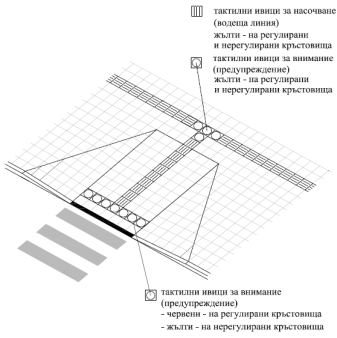 тактилни ивици за насочване
(водеща линия)
жълти - на регулирани
и нерегулирани кръстовища
тактилни ивици за внимание
(предупреждение)
жълти - на регулирани
и нерегулирани кръстовища
тактилни ивици за внимание
(предупреждение)
- червени - на регулирани кръстовища
- жълти - на нерегулирани кръстовища